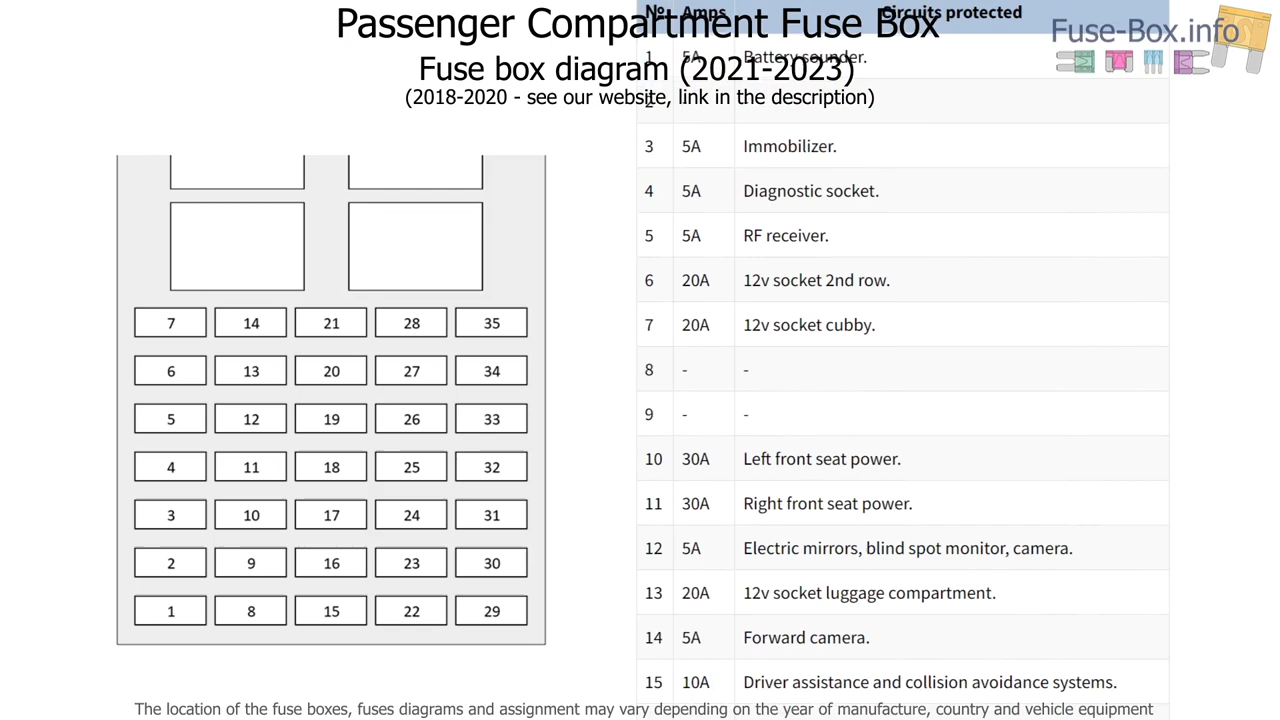 Passenger Compartment Fuse Box
Fuse box diagram (2021-2023)
(2018-2020 - see our website, link in the description)
Fuse-Box.info
№ Amps Circuits protected
1 5A Battery sounder.
2
3 5A Immobilizer.
4 5A Diagnostic socket.
5 5A RF receiver.
6 20A 12v socket 2nd row.
7 20A 12v socket cubby.
8 - -
9 - -
10 30A Left front seat power.
11 30A Right front seat power.
12 5A Electric mirrors, blind spot monitor, camera.
13 20A 12v socket luggage compartment.
14 5A Forward camera.
15 10A Driver assistance and collision avoidance systems.
7 14 21 28 35
6 13 20 27 34
5 12 19 26 33
4 11 18 25 32
3 10 17 24 31
2 9 16 23 30
1 8 15 22 29
The location of the fuse boxes, fuses diagrams and assignment may vary depending on the year of manufacture, country and vehicle equipment